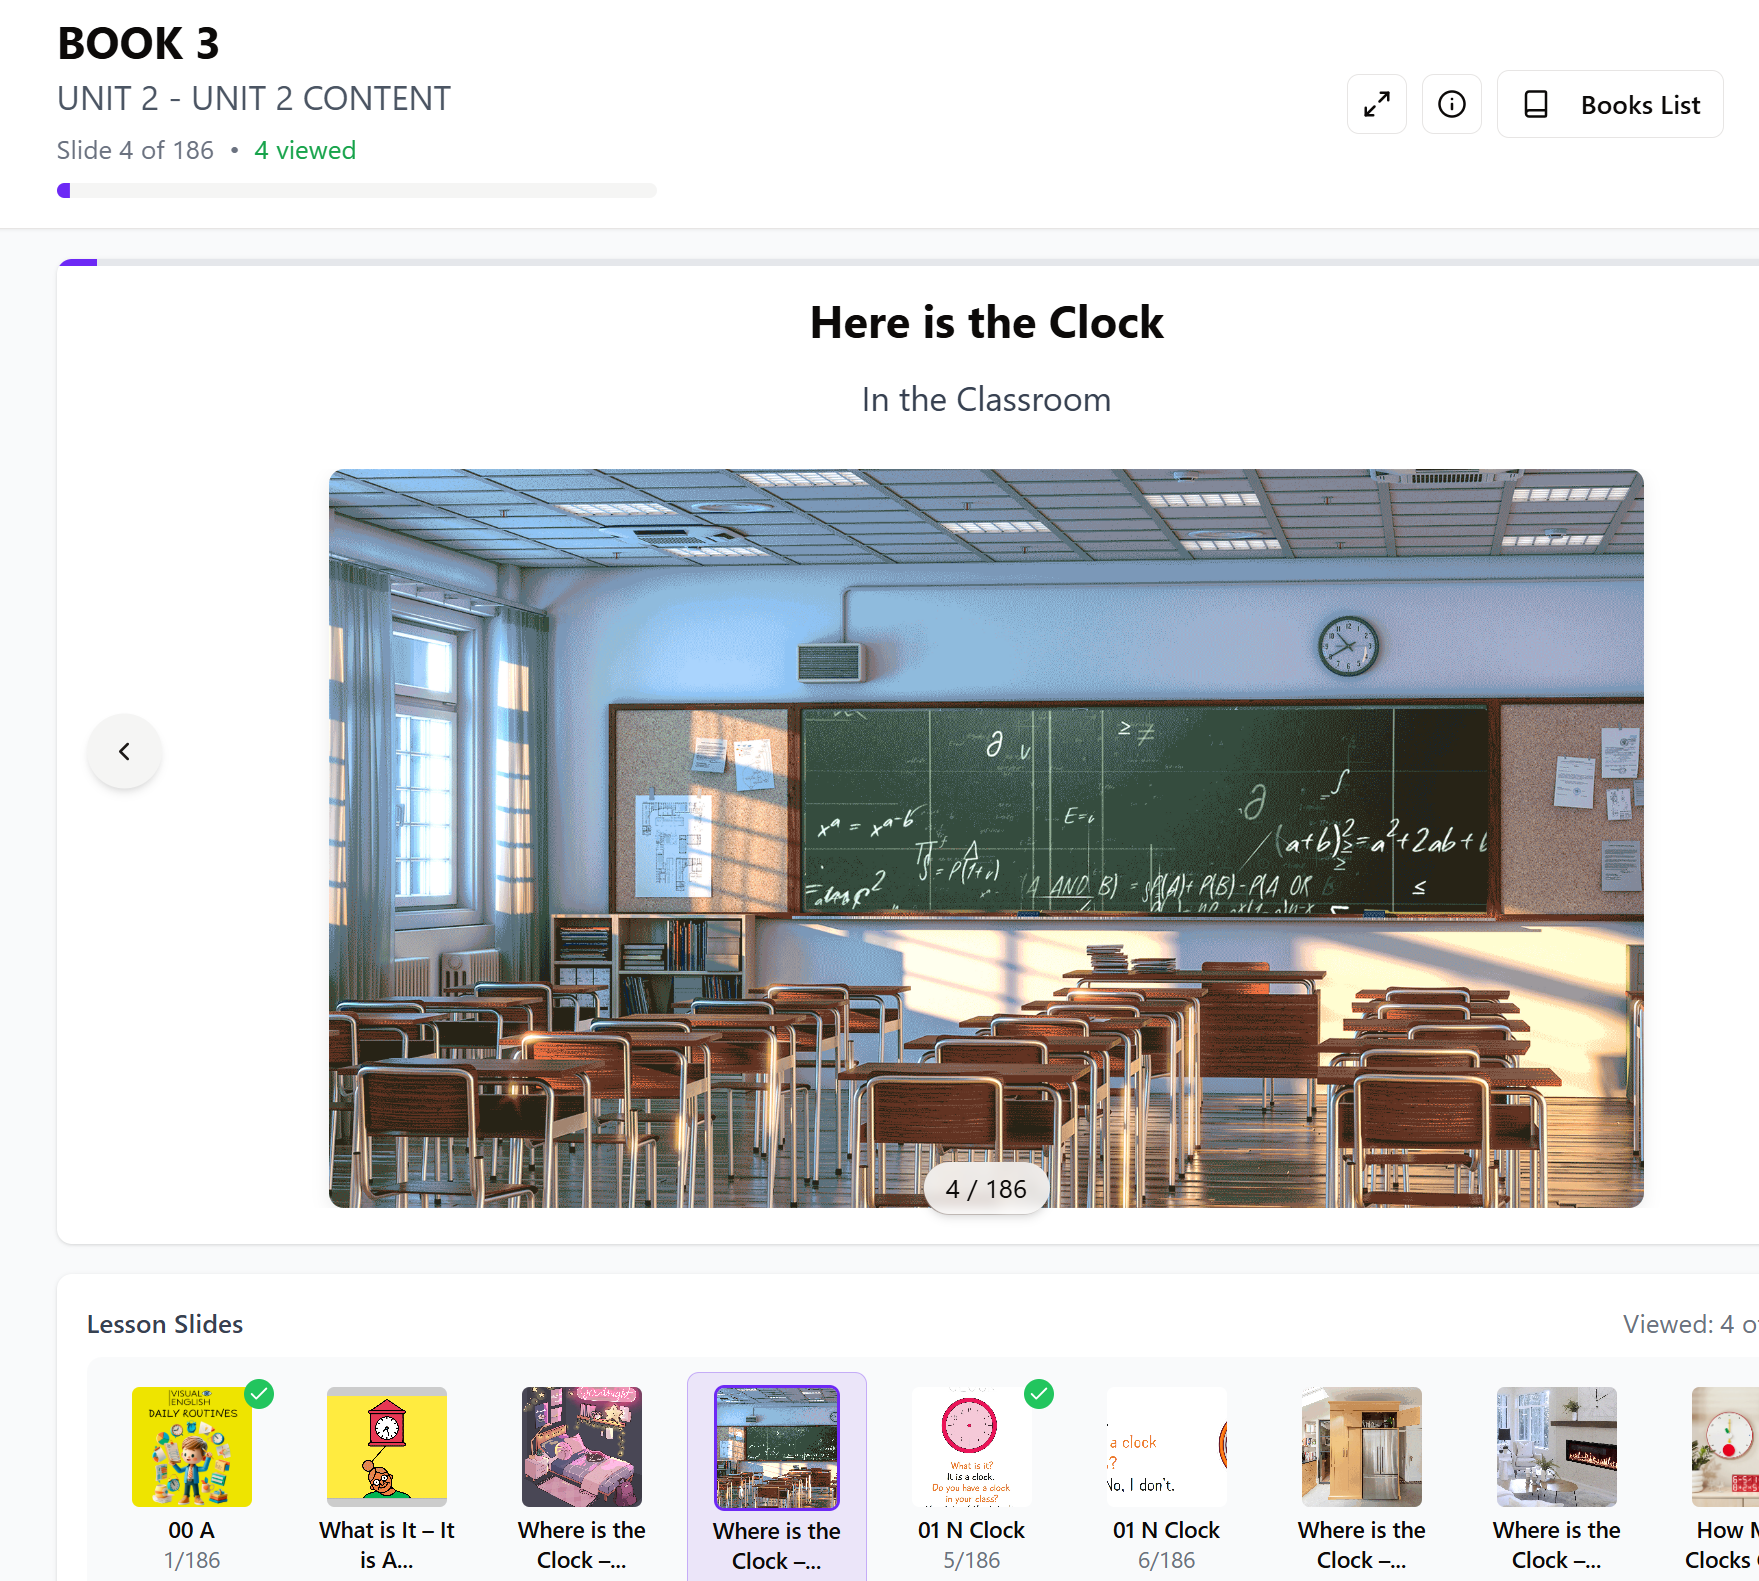 BOOK 3
UNIT 2 - UNIT 2 CONTENT
Slide 4 of 186 • 4 viewed
Books List
Here is the Clock
In the Classroom
∂ v
≥ ≠
x^a = x^a-b
E=
∂
∫
(a+b)² = a² + 2ab + b
= P(1+r)
(A AND B) = P(A)+ P(B) - P(A OR B
≤
4 / 186
Lesson Slides
Viewed: 4 o
VISUAL ENGLISH
DAILY ROUTINES
goodnight
What is it?
It is a clock.
Do you have a clock
in your class?
a clock
?
No, I don't.
00 A
1/186
What is It – It
is A...
Where is the
Clock –...
Where is the
Clock –...
01 N Clock
5/186
01 N Clock
6/186
Where is the
Clock –...
Where is the
Clock –...
How M
Clocks